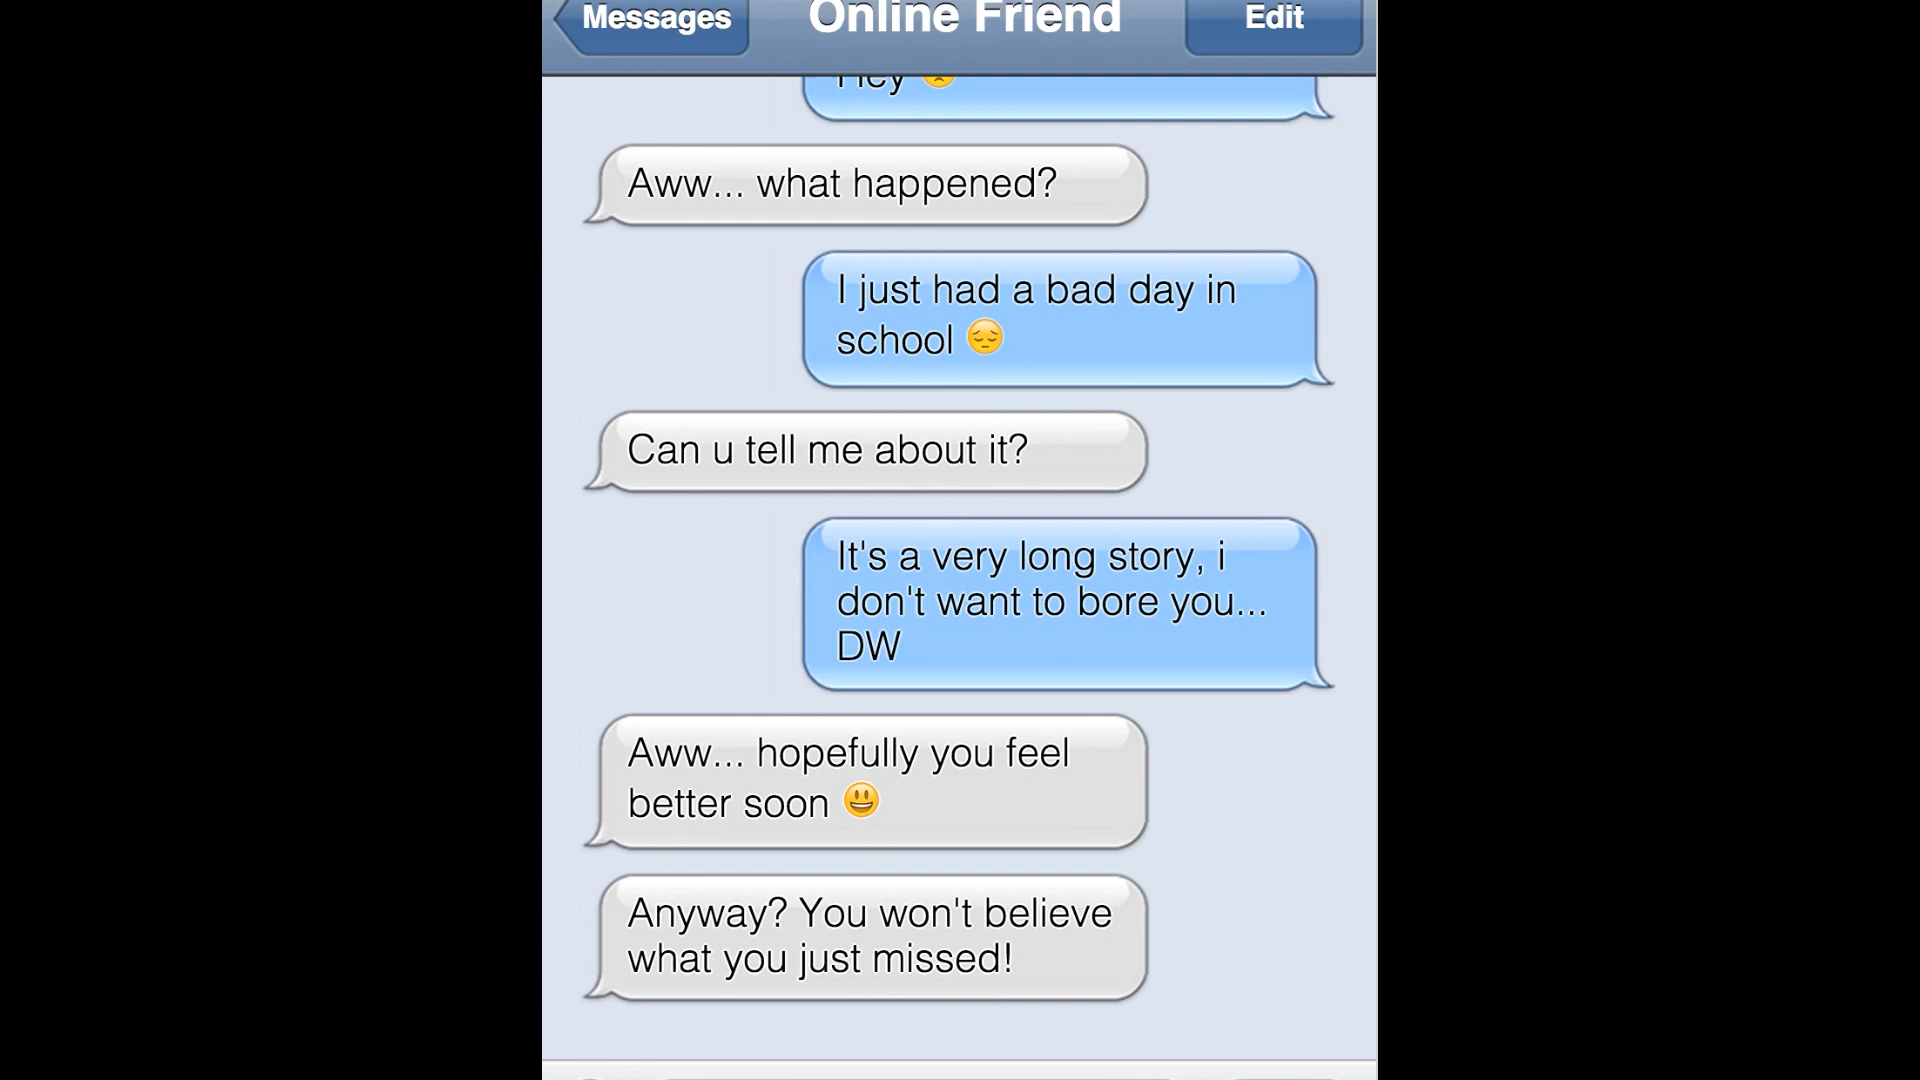 Messages
Online Friend
Edit
Hey 😟
Aww... what happened?
I just had a bad day in
school 😔
Can u tell me about it?
It's a very long story, i
don't want to bore you...
DW
Aww... hopefully you feel
better soon 😃
Anyway? You won't believe
what you just missed!